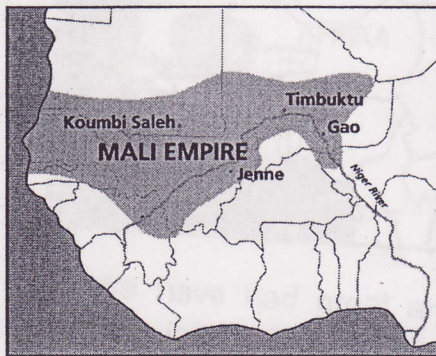 Timbuktu
Koumbi Saleh.
Gao
MALI EMPIRE
Jenne
Niger River